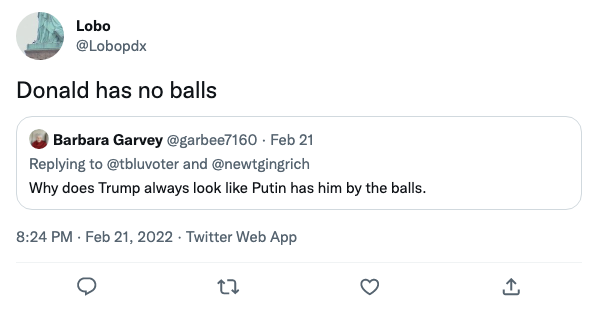 Lobo
@Lobopdx
Donald has no balls
Barbara Garvey @garbee7160 · Feb 21
Replying to @tbluvoter and @newtgingrich
Why does Trump always look like Putin has him by the balls.
8:24 PM · Feb 21, 2022 · Twitter Web App